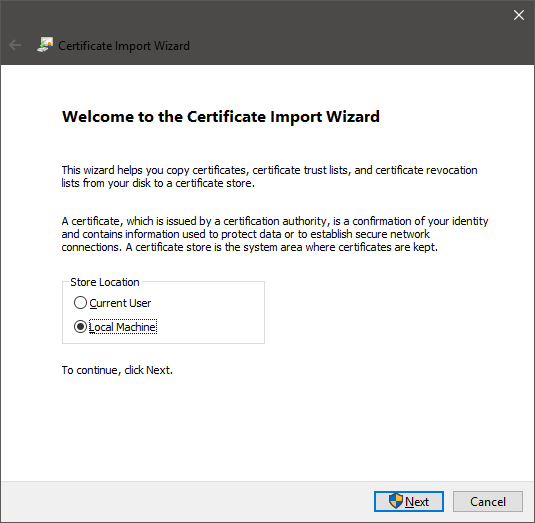 Certificate Import Wizard
Welcome to the Certificate Import Wizard
This wizard helps you copy certificates, certificate trust lists, and certificate revocation
lists from your disk to a certificate store.
A certificate, which is issued by a certification authority, is a confirmation of your identity
and contains information used to protect data or to establish secure network
connections. A certificate store is the system area where certificates are kept.
Store Location
Current User
Local Machine
To continue, click Next.
Next
Cancel